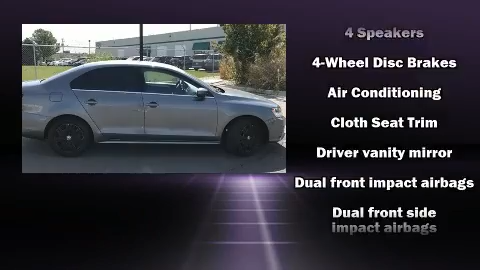 4 Speakers
4-Wheel Disc Brakes
Air Conditioning
Cloth Seat Trim
Driver vanity mirror
Dual front impact airbags
Dual front side
impact airbags